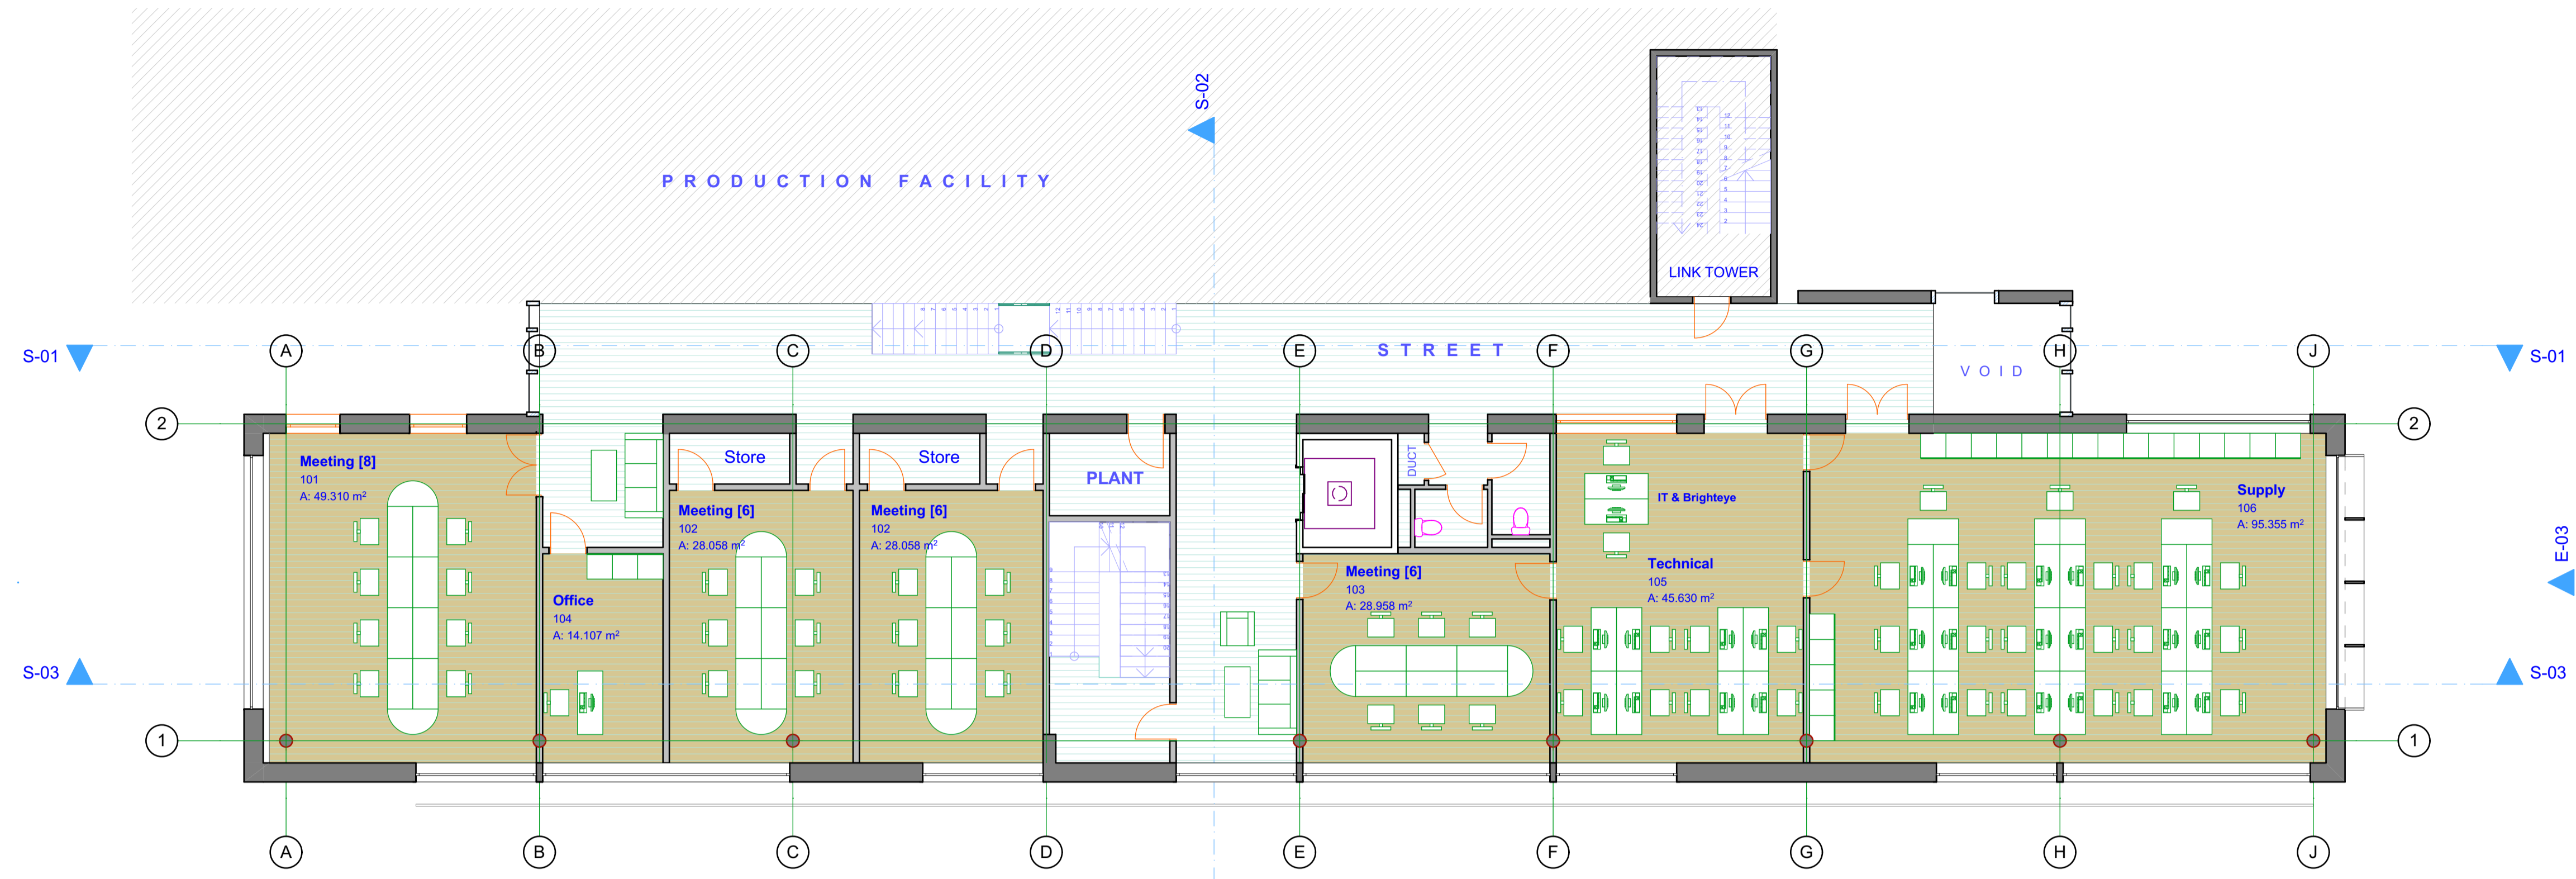 S-02
PRODUCTION FACILITY
LINK TOWER
S-01
A
B
C
D
E
STREET
F
G
VOID
H
J
S-01
2
2
Meeting [8]
101
A: 49.310 m²
Store
Store
PLANT
DUCT
IT & Brighteye
Supply
106
A: 95.355 m²
Meeting [6]
102
A: 28.058 m²
Meeting [6]
102
A: 28.058 m²
Office
104
A: 14.107 m²
Meeting [6]
103
A: 28.958 m²
Technical
105
A: 45.630 m²
E-03
S-03
S-03
1
1
A
B
C
D
E
F
G
H
J